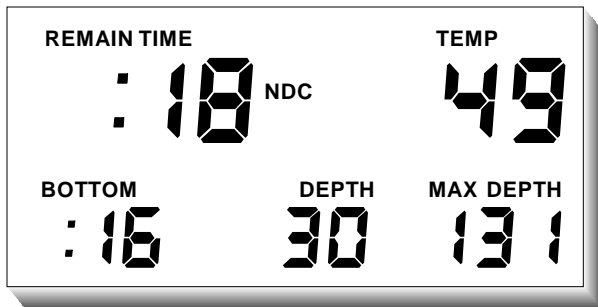 REMAIN TIME TEMP
:18 NDC 49
BOTTOM DEPTH MAX DEPTH
:16 30 131